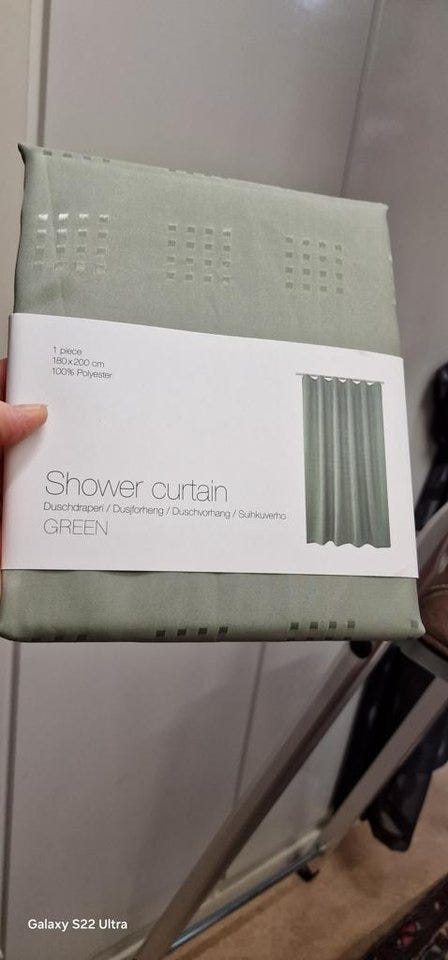 1 piece
180x200 cm
100% Polyester
Shower curtain
Duschdraperi / Dusjforheng / Duschvorhang / Suihkuverho
GREEN
Galaxy S22 Ultra